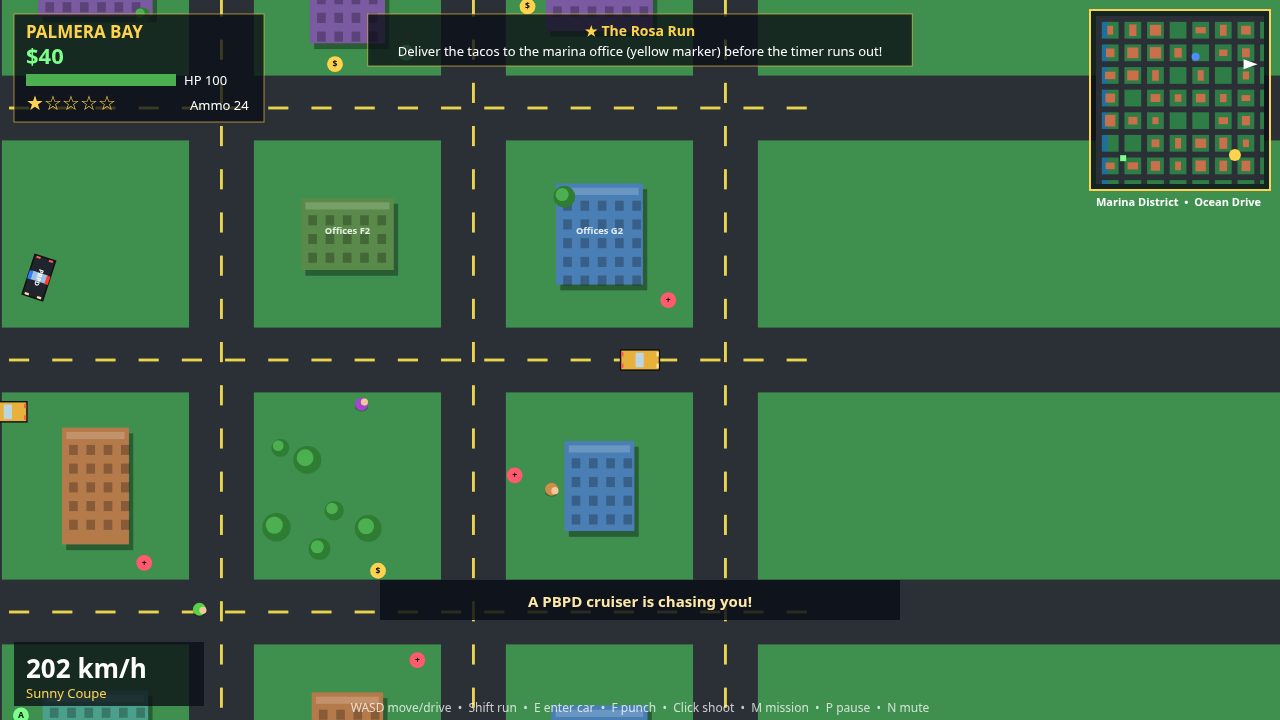 PALMERA BAY
$40
HP 100
★☆☆☆☆☆ Ammo 24
★ The Rosa Run
Deliver the tacos to the marina office (yellow marker) before the timer runs out!
Marina District • Ocean Drive
$
$
Offices F2
Offices G2
+
+
+
$
A PBPD cruiser is chasing you!
+
202 km/h
Sunny Coupe
A
WASD move/drive • Shift run • E enter car • F punch • Click shoot • M mission • P pause • N mute